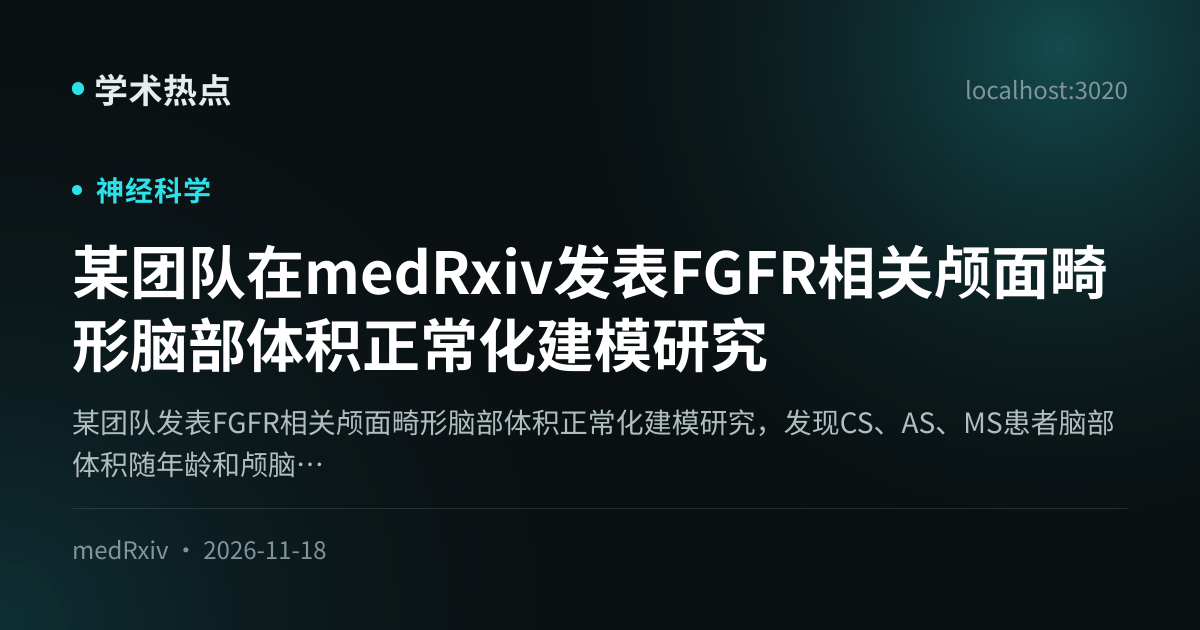 学术热点
localhost:3020
神经科学
某团队在medRxiv发表FGFR相关颅面畸
形脑部体积正常化建模研究
某团队发表FGFR相关颅面畸形脑部体积正常化建模研究，发现CS、AS、MS患者脑部
体积随年龄和颅脑…
medRxiv · 2026-11-18